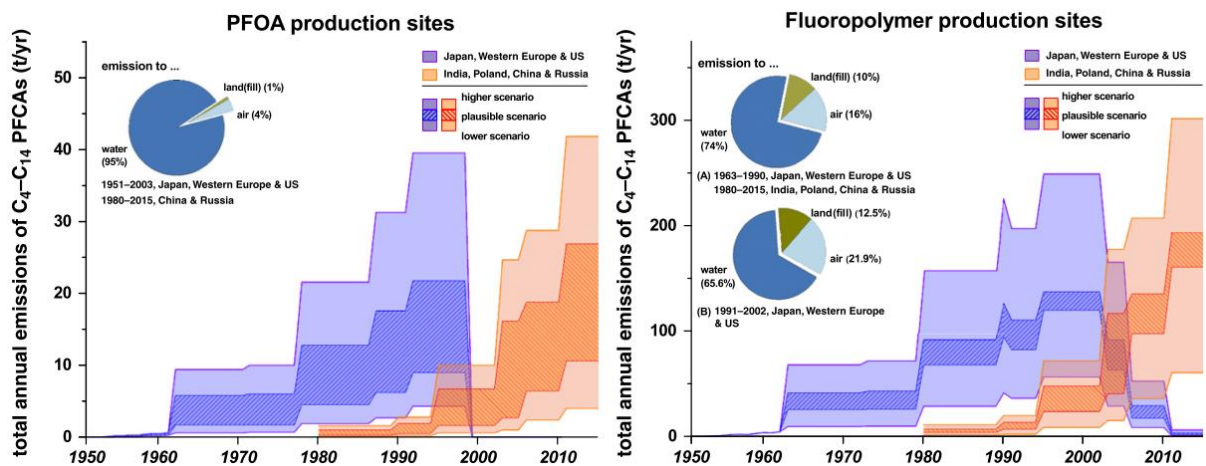 PFOA production sites
total annual emissions of C₄–C₁₄ PFCAs (t/yr)
50
40
30
20
10
0
1950
1960
1970
1980
1990
2000
2010
emission to ...
land(fill) (1%)
air (4%)
water
(95%)
1951–2003, Japan, Western Europe & US
1980–2015, China & Russia
Japan, Western Europe & US
India, Poland, China & Russia
higher scenario
plausible scenario
lower scenario
Fluoropolymer production sites
total annual emissions of C₄–C₁₄ PFCAs (t/yr)
300
200
100
0
1950
1960
1970
1980
1990
2000
2010
emission to ...
land(fill) (10%)
air (16%)
water
(74%)
(A) 1963–1990, Japan, Western Europe & US
1980–2015, India, Poland, China & Russia
land(fill) (12.5%)
air (21.9%)
water
(65.6%)
(B) 1991–2002, Japan, Western Europe
& US
Japan, Western Europe & US
India, Poland, China & Russia
higher scenario
plausible scenario
lower scenario